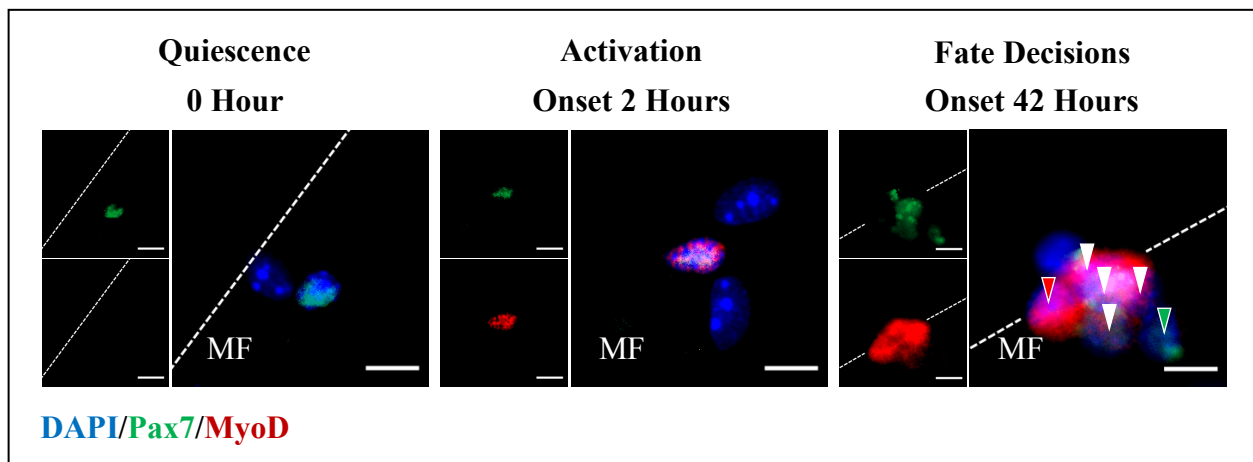 Quiescence
0 Hour
Activation
Onset 2 Hours
Fate Decisions
Onset 42 Hours
MF
MF
MF
DAPI/Pax7/MyoD